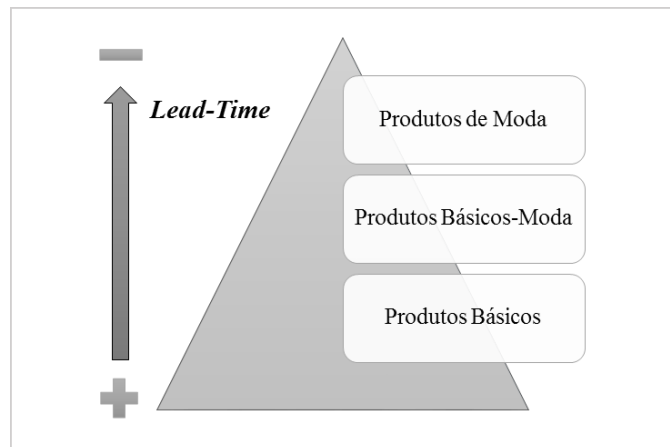 Lead-Time
Produtos de Moda
Produtos Básicos-Moda
Produtos Básicos